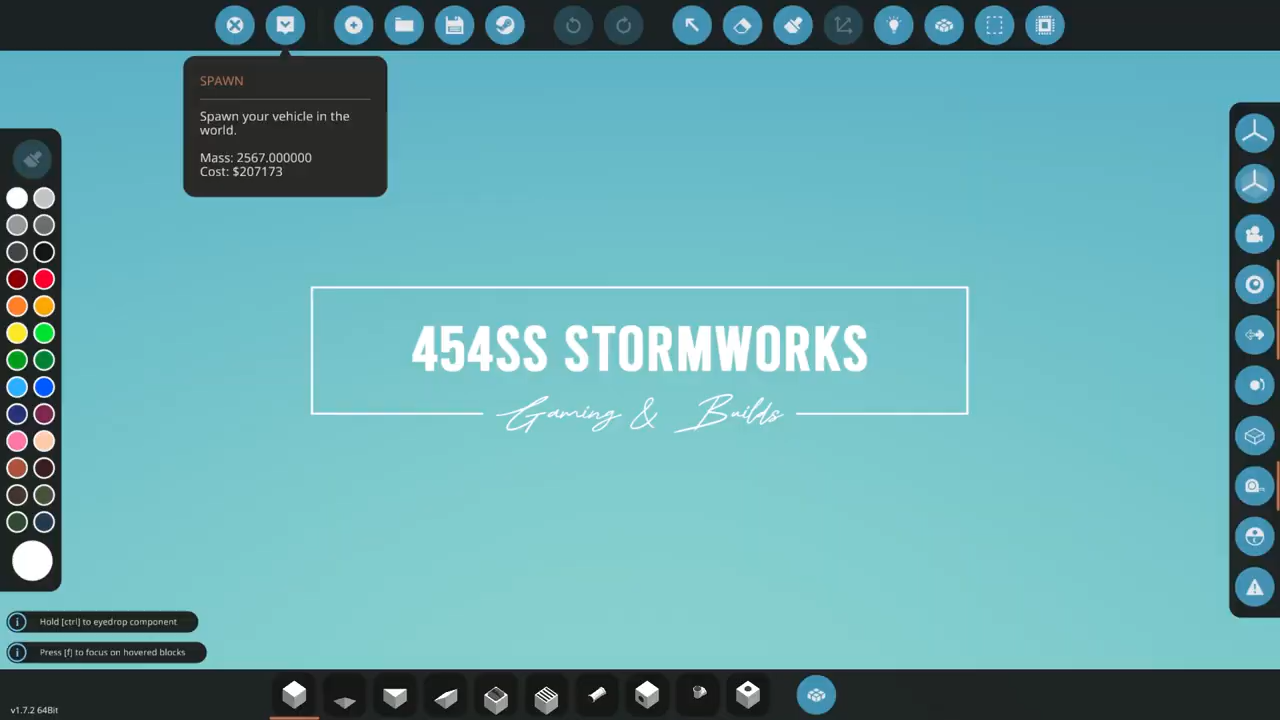 SPAWN
Spawn your vehicle in the
world.
Mass: 2567.000000
Cost: $207173
454SS STORMWORKS
Gaming & Builds
Hold [ctrl] to eyedrop component
Press [f] to focus on hovered blocks
v1.7.2 64Bit